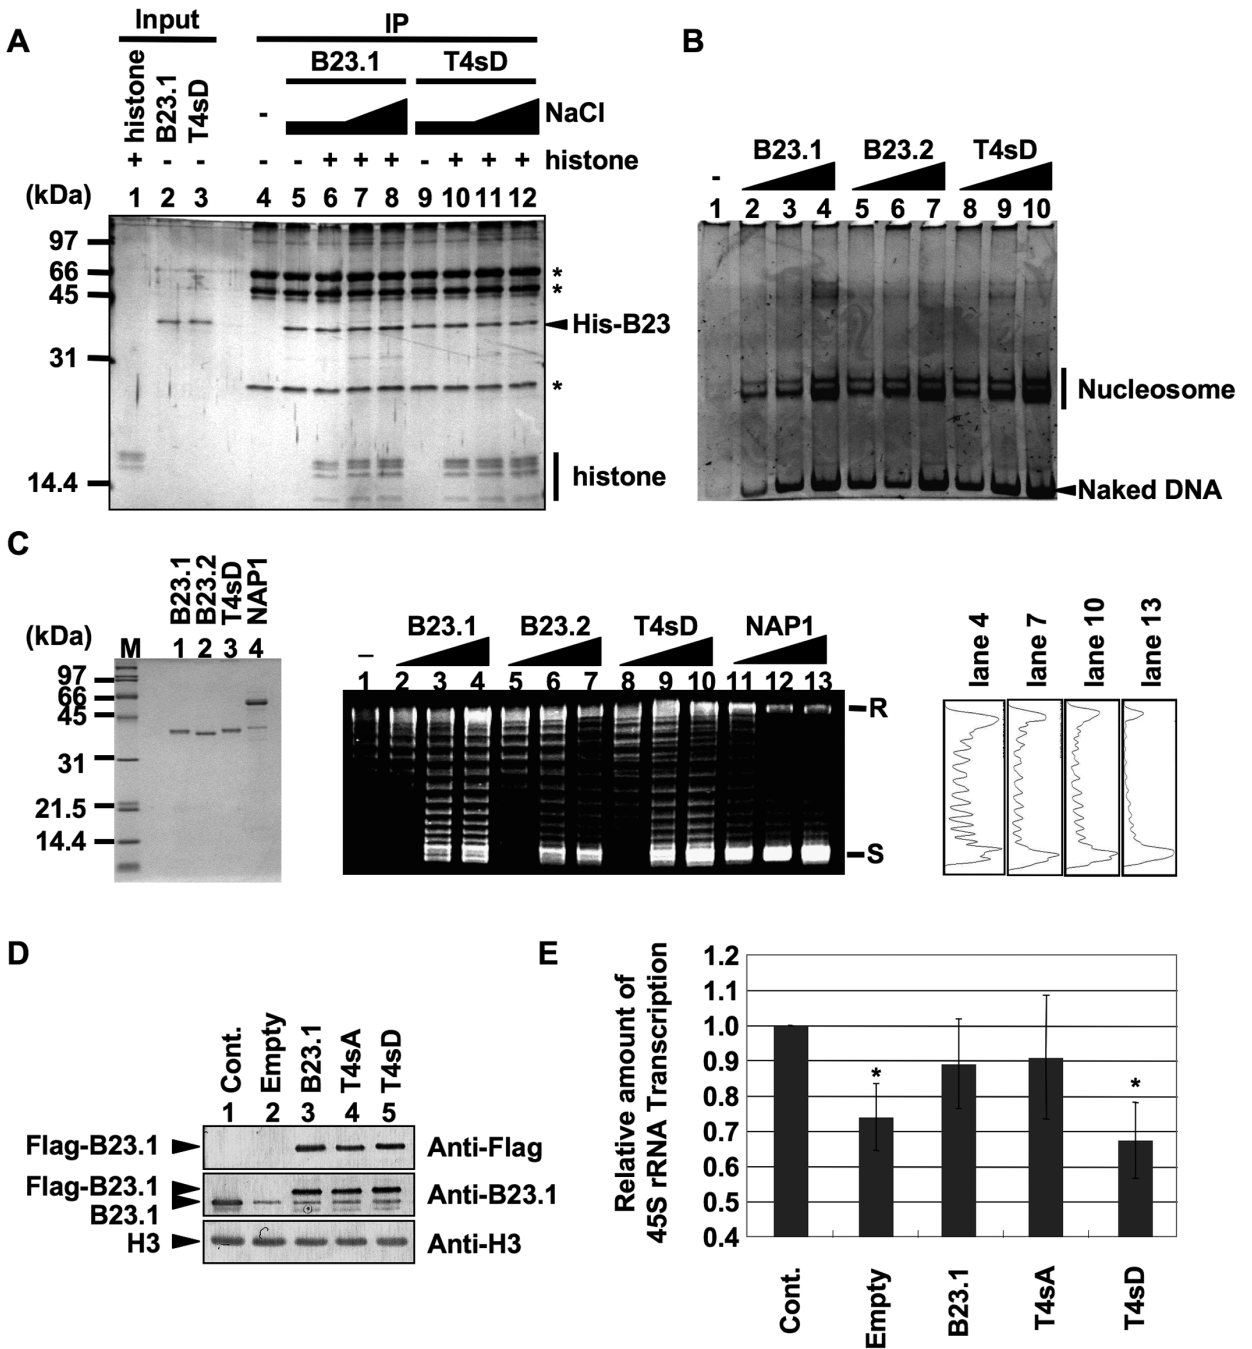 A
Input
IP
histone
B23.1
T4sD
B23.1
T4sD
-
NaCl
+ - - - - + + + - + + + histone
(kDa) 1 2 3 4 5 6 7 8 9 10 11 12
97
66 *
45 *
His-B23
31
*
histone
14.4
B
B23.1 B23.2 T4sD
-
1 2 3 4 5 6 7 8 9 10
Nucleosome
Naked DNA
C
B23.1
B23.2
T4sD
NAP1
(kDa) M 1 2 3 4
97
66
45
31
21.5
14.4
B23.1 B23.2 T4sD NAP1
–
1 2 3 4 5 6 7 8 9 10 11 12 13
R
S
lane 4
lane 7
lane 10
lane 13
D
Cont.
Empty
B23.1
T4sA
T4sD
1 2 3 4 5
Flag-B23.1 Anti-Flag
Flag-B23.1
B23.1 Anti-B23.1
H3 Anti-H3
E
Relative amount of
45S rRNA Transcription
1.2
1.1
1.0
0.9
0.8
0.7
0.6
0.5
0.4
* *
Cont.
Empty
B23.1
T4sA
T4sD